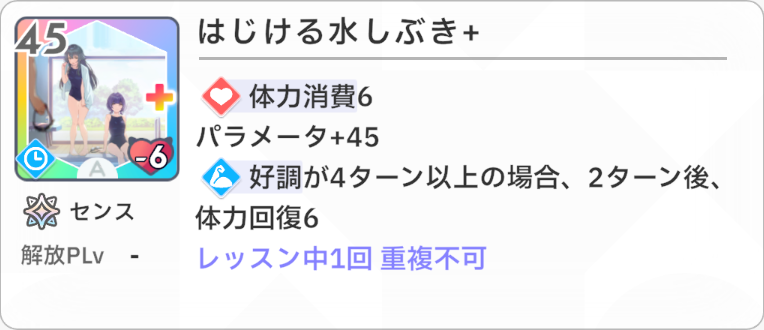 45
はじける水しぶき+
体力消費6
パラメータ+45
好調が4ターン以上の場合、2ターン後、
体力回復6
レッスン中1回 重複不可
A
-6
センス
解放PLv -